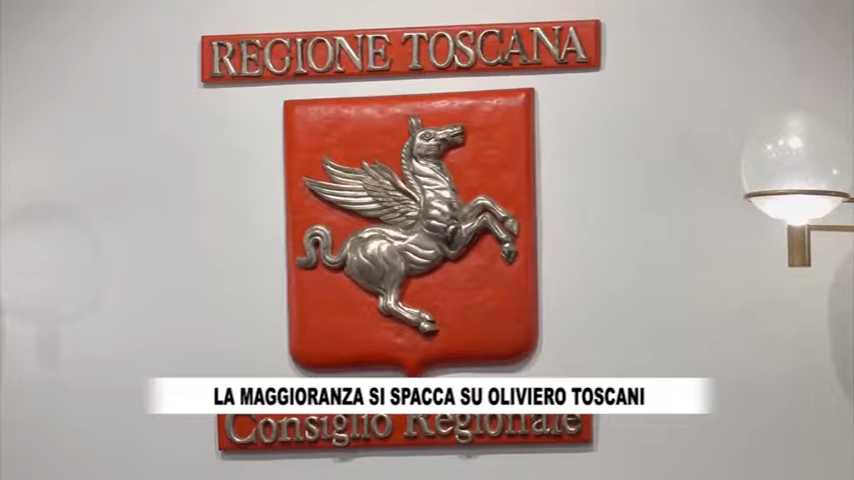 REGIONE TOSCANA
LA MAGGIORANZA SI SPACCA SU OLIVIERO TOSCANI
Consiglio Regionale